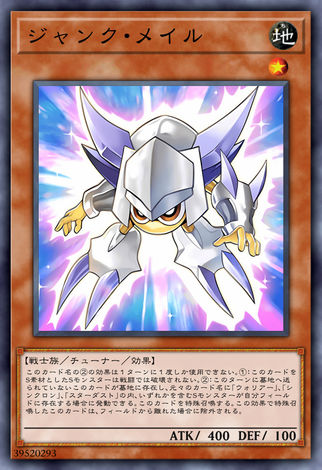 ジャンク・メイル
ち
地
【戦士族／チューナー／効果】
このカード名の②の効果は１ターンに１度しか使用できない。①：このカードを
S素材としたSモンスターは戦闘では破壊されない。②：このターンに墓地へ送
られていないこのカードが墓地に存在し、元々のカード名に「ウォリアー」、「シ
ンクロン」、「スターダスト」の内、いずれかを含むSモンスターが自分フィール
ドに存在する場合に発動できる。このカードを特殊召喚する。この効果で特殊召
喚したこのカードは、フィールドから離れた場合に除外される。
ATK/ 400 DEF/ 100
39520293